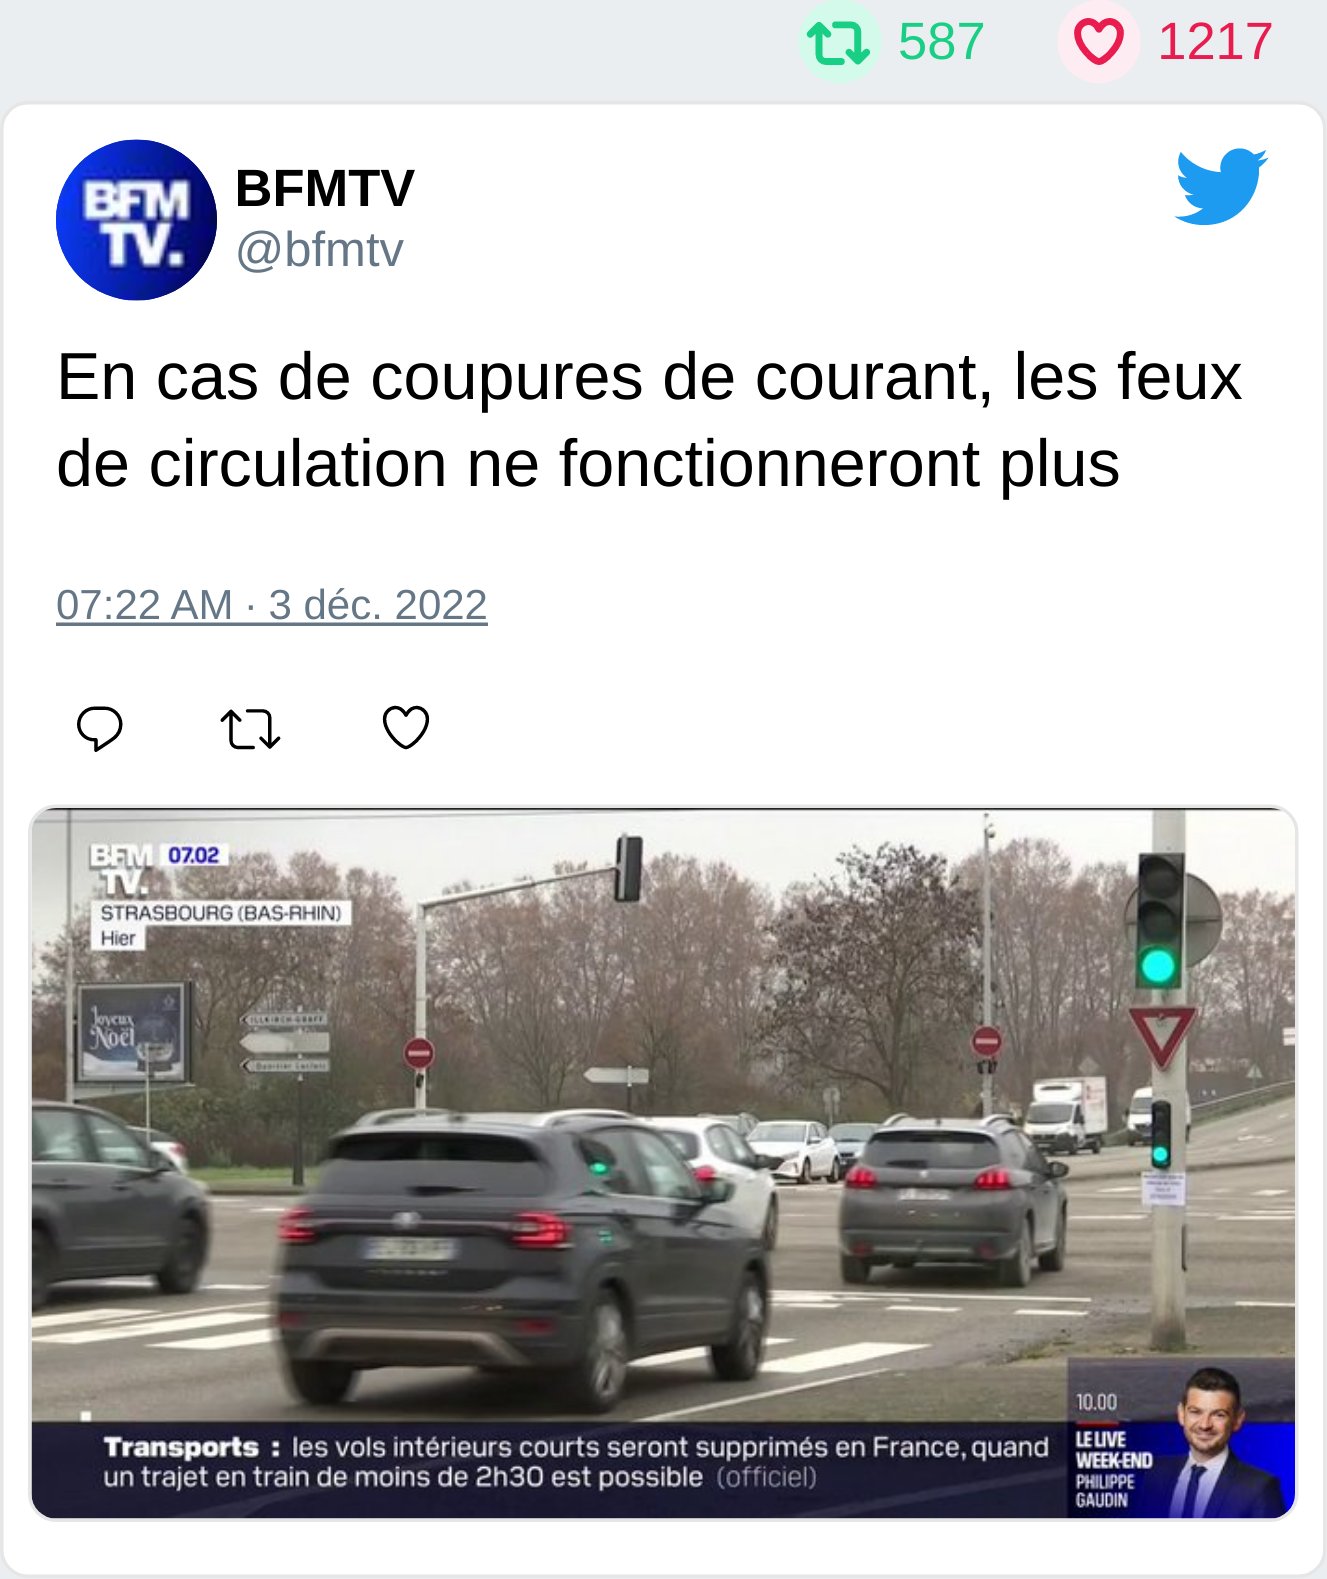 587 1217
BFM
TV.
BFMTV
@bfmtv
En cas de coupures de courant, les feux
de circulation ne fonctionneront plus
07:22 AM · 3 déc. 2022
BFM 07.02
TV.
STRASBOURG (BAS-RHIN)
Hier
Joyeux
Noël
ILLKIRCH-GRAFF
Transports : les vols intérieurs courts seront supprimés en France, quand
un trajet en train de moins de 2h30 est possible (officiel)
10.00
LE LIVE
WEEK-END
PHILIPPE
GAUDIN